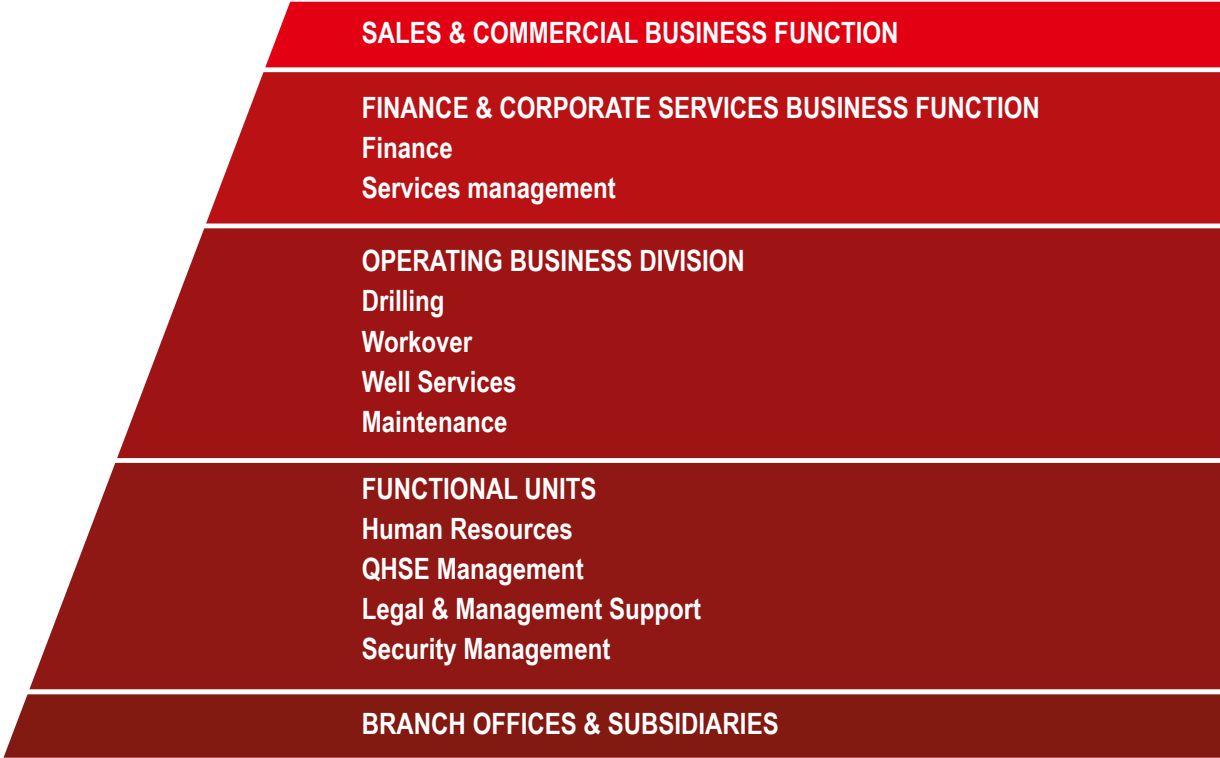 SALES & COMMERCIAL BUSINESS FUNCTION
FINANCE & CORPORATE SERVICES BUSINESS FUNCTION
Finance
Services management
OPERATING BUSINESS DIVISION
Drilling
Workover
Well Services
Maintenance
FUNCTIONAL UNITS
Human Resources
QHSE Management
Legal & Management Support
Security Management
BRANCH OFFICES & SUBSIDIARIES